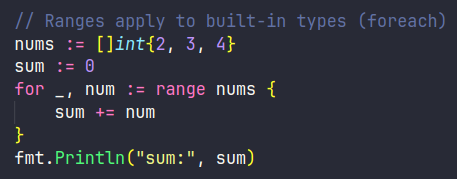 // Ranges apply to built-in types (foreach)
nums := []int{2, 3, 4}
sum := 0
for _, num := range nums {
    sum += num
}
fmt.Println("sum:", sum)